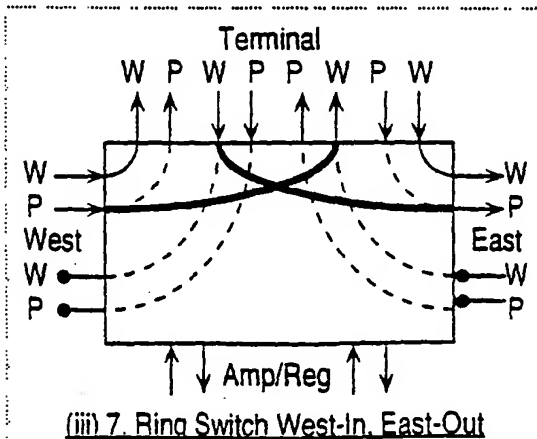 Terminal
W P W P P W P W
W W
P P
West East
W W
P P
Amp/Reg
(iii) 7. Ring Switch West-In, East-Out